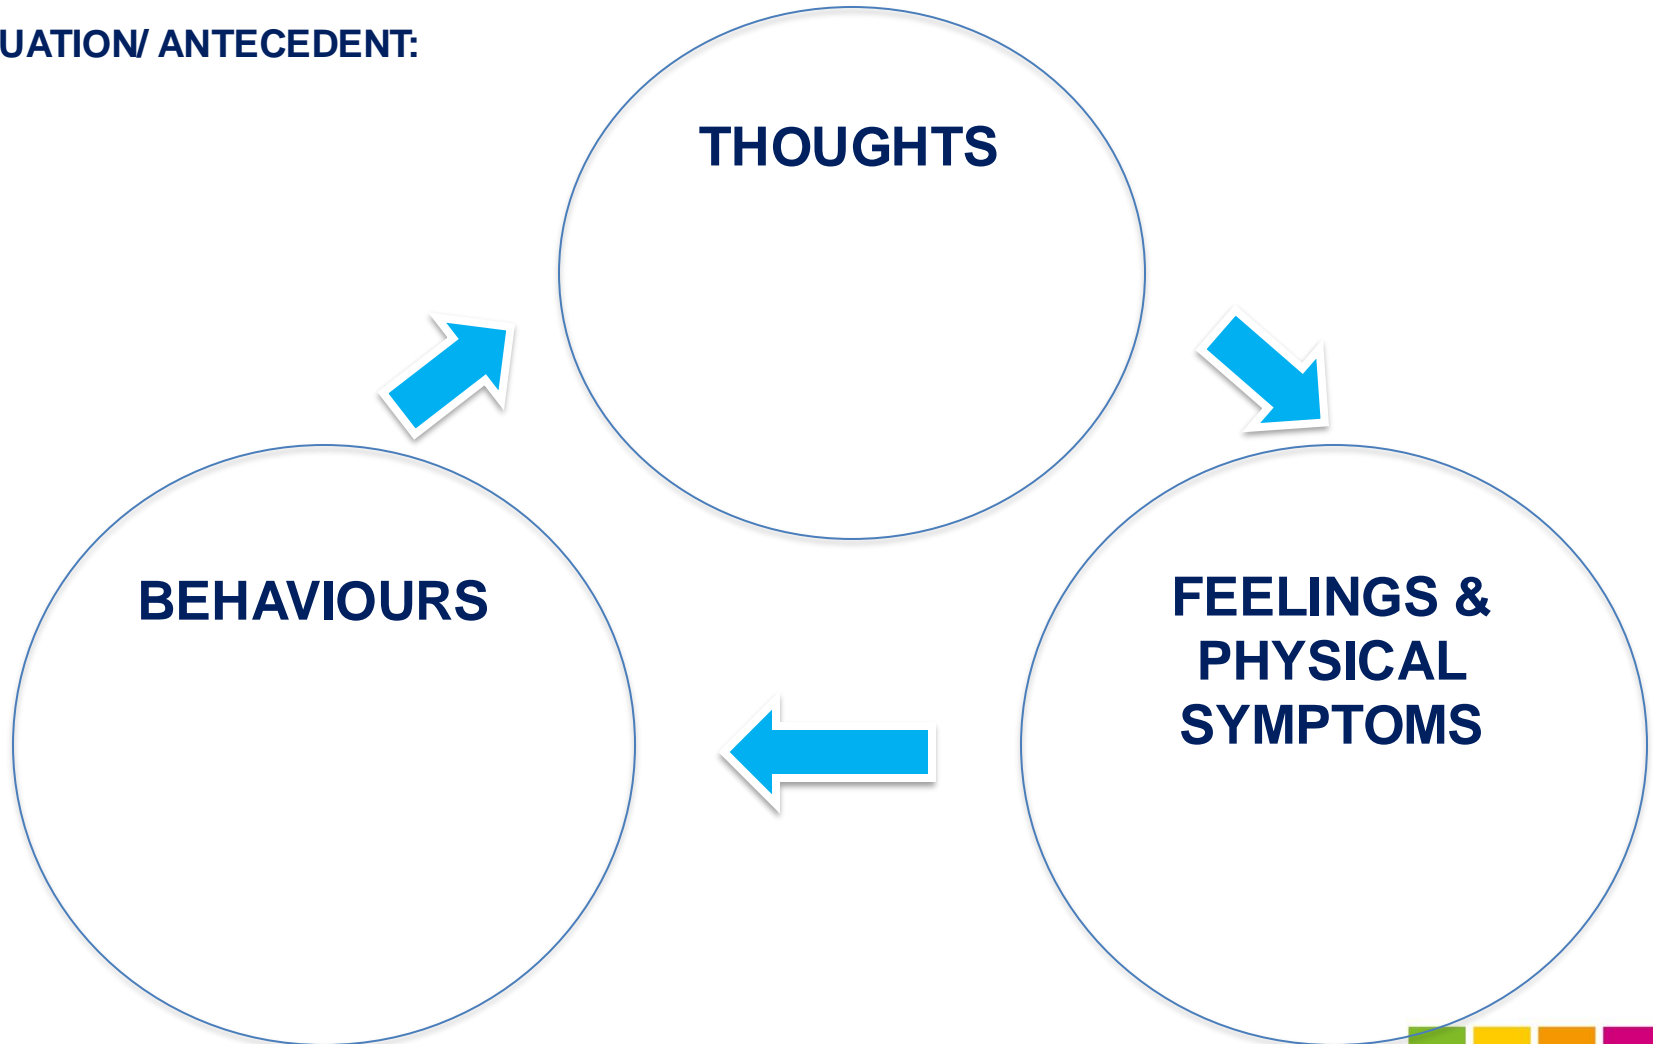 UATION/ ANTECEDENT:
THOUGHTS
BEHAVIOURS
FEELINGS &
PHYSICAL
SYMPTOMS